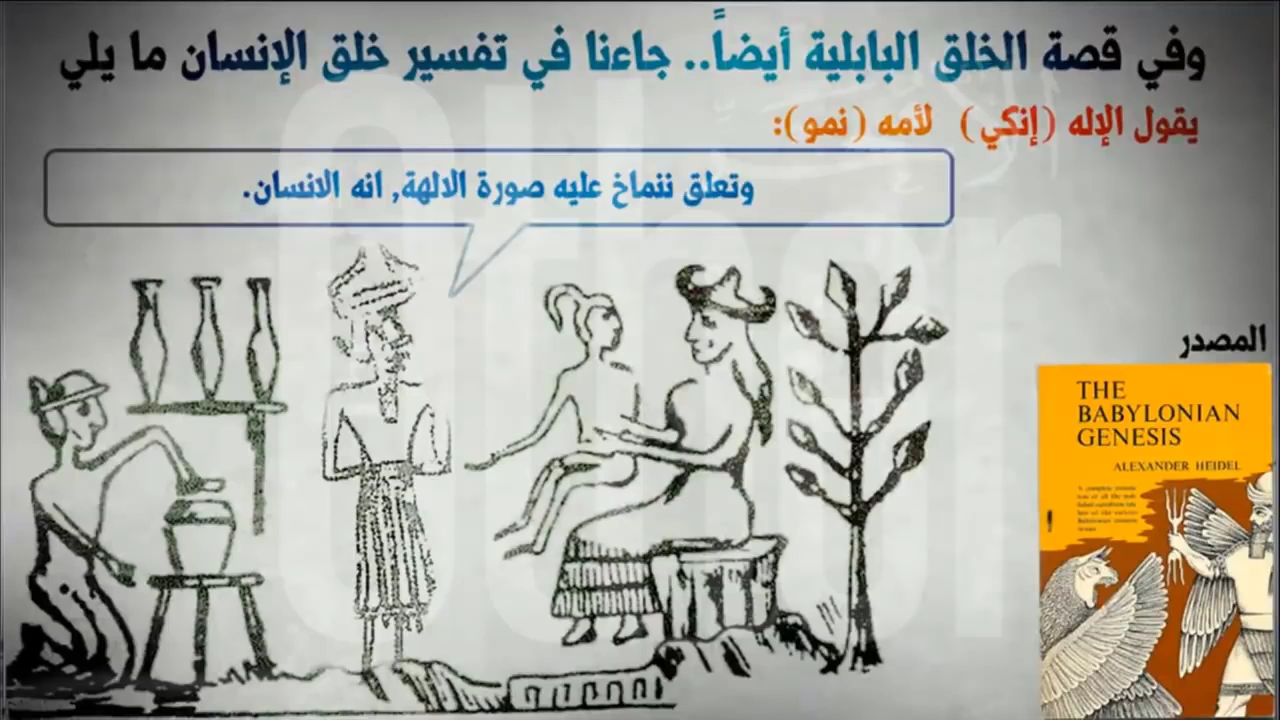 وفي قصة الخلق البابلية أيضاً.. جاءنا في تفسير خلق الإنسان ما يلي
يقول الإله (إنكي) لأمه (نمو):
وتعلق ننماخ عليه صورة الالهة, انه الانسان.
المصدر
THE
BABYLONIAN
GENESIS
ALEXANDER HEIDEL